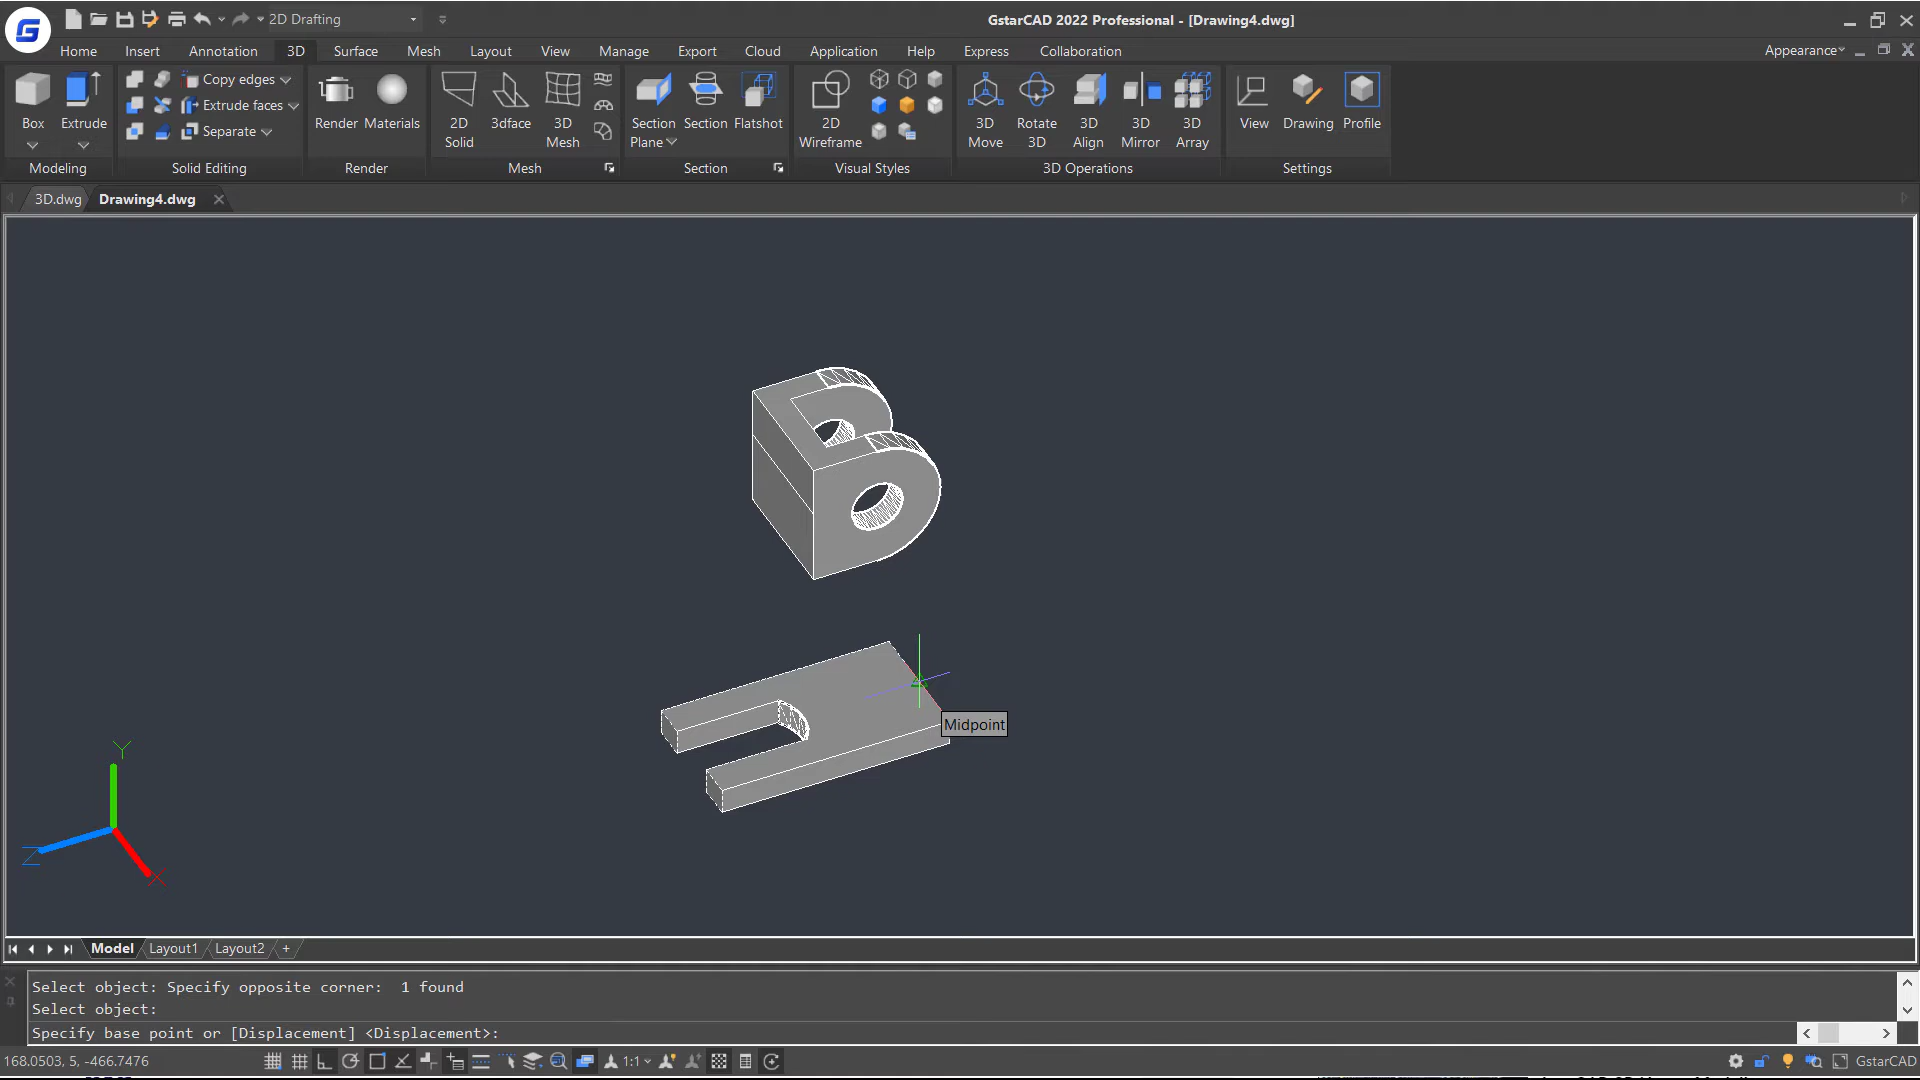 2D Drafting
GstarCAD 2022 Professional - [Drawing4.dwg]
Home Insert Annotation 3D Surface Mesh Layout View Manage Export Cloud Application Help Express Collaboration Appearance
Copy edges
Extrude faces
Separate
Box Extrude
Render Materials
2D Solid
3dface
3D Mesh
Section Plane
Section
Flatshot
2D Wireframe
3D Move
Rotate 3D
3D Align
3D Mirror
3D Array
View
Drawing
Profile
Modeling Solid Editing Render Mesh Section Visual Styles 3D Operations Settings
3D.dwg Drawing4.dwg
Midpoint
Y
Z
X
Model Layout1 Layout2 +
Select object: Specify opposite corner:  1 found
Select object:
Specify base point or [Displacement] <Displacement>:
168.0503, 5, -466.7476
1:1
GstarCAD